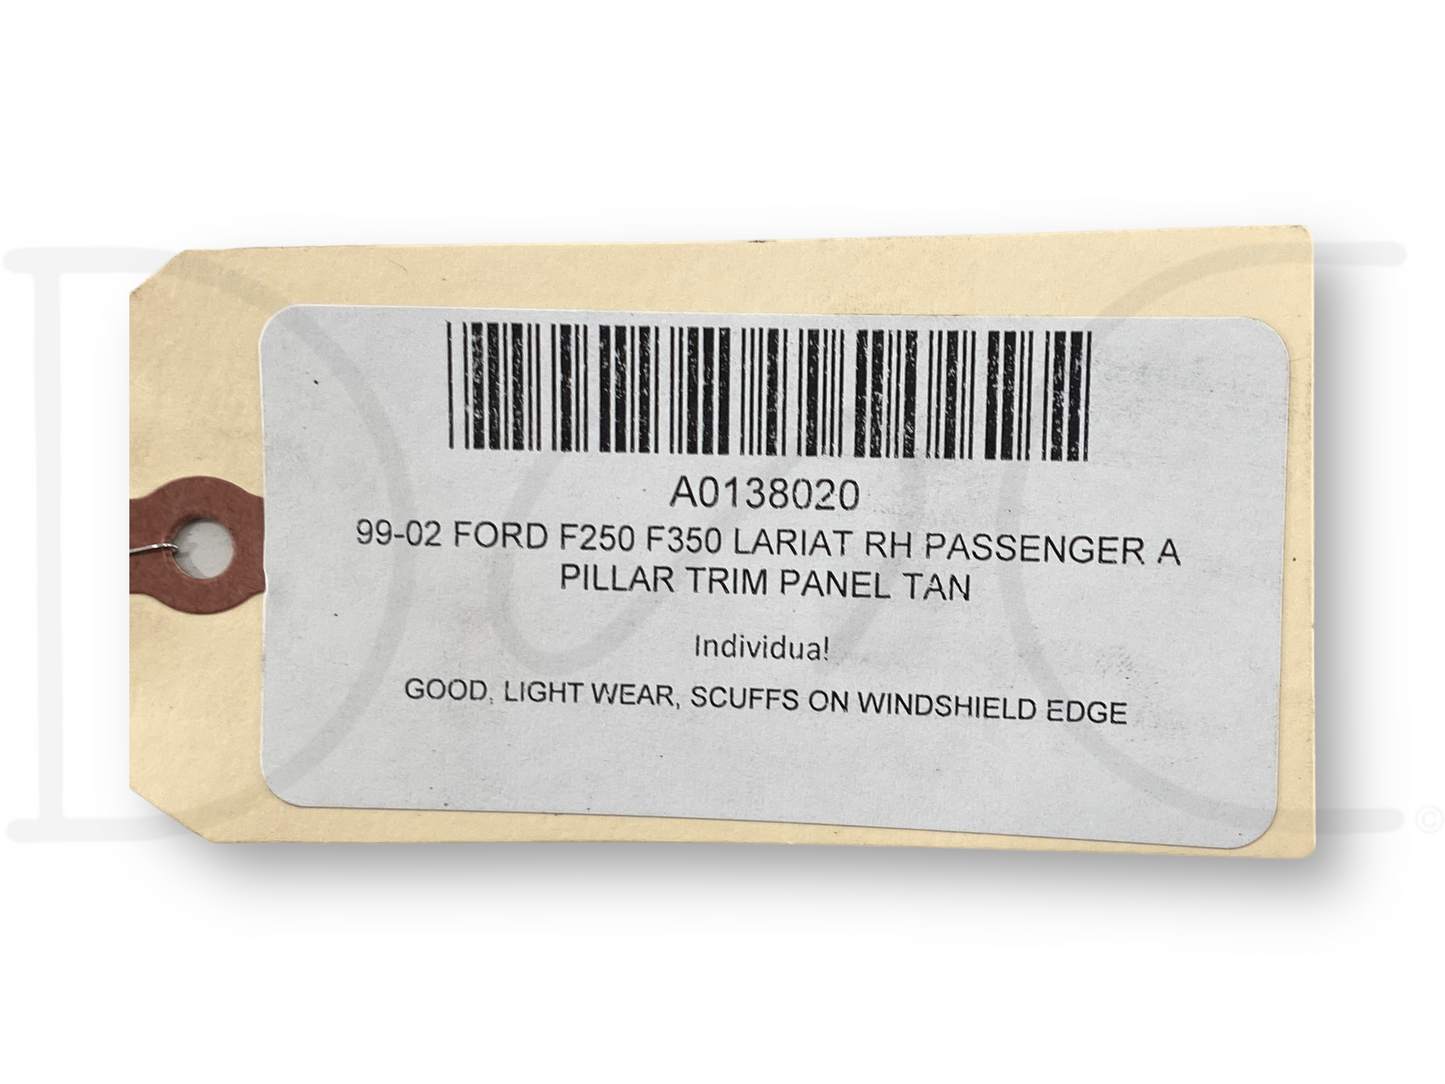 A0138020
99-02 FORD F250 F350 LARIAT RH PASSENGER A
PILLAR TRIM PANEL TAN
Individual
GOOD, LIGHT WEAR, SCUFFS ON WINDSHIELD EDGE
©